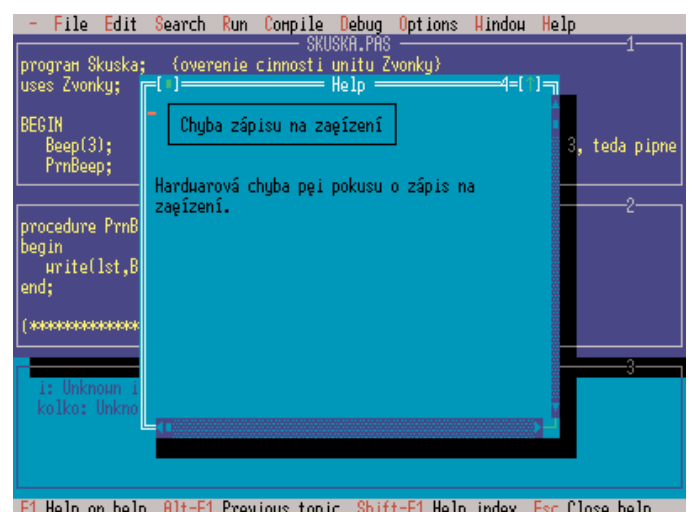 - File Edit Search Run Compile Debug Options Window Help
SKUSKA.PAS 1
program Skuska; {overenie cinnosti unitu Zvonky}
uses Zvonky;
BEGIN
Beep(3); 3, teda pipne
PrnBeep;
2
procedure PrnB
begin
write(lst,B
end;
(**************
3
i: Unknown i
kolko: Unkno
Help 4
Chyba zápisu na zaęízení
Hardwarová chyba pęi pokusu o zápis na
zaęízení.
F1 Help on help Alt-F1 Previous topic Shift-F1 Help index Esc Close help